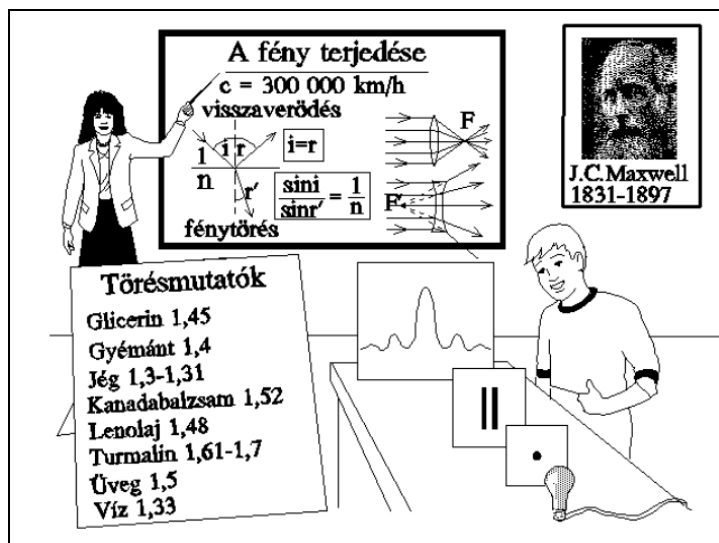 A fény terjedése
c = 300 000 km/h
visszaverödés
i r
i=r
1
n
r'
sini
sinr' = 1
n
fénytörés
F
F'
J.C.Maxwell
1831-1897
Törésmutatók
Glicerin 1,45
Gyémánt 1,4
Jég 1,3-1,31
Kanadabalzsam 1,52
Lenolaj 1,48
Turmalin 1,61-1,7
Üveg 1,5
Víz 1,33